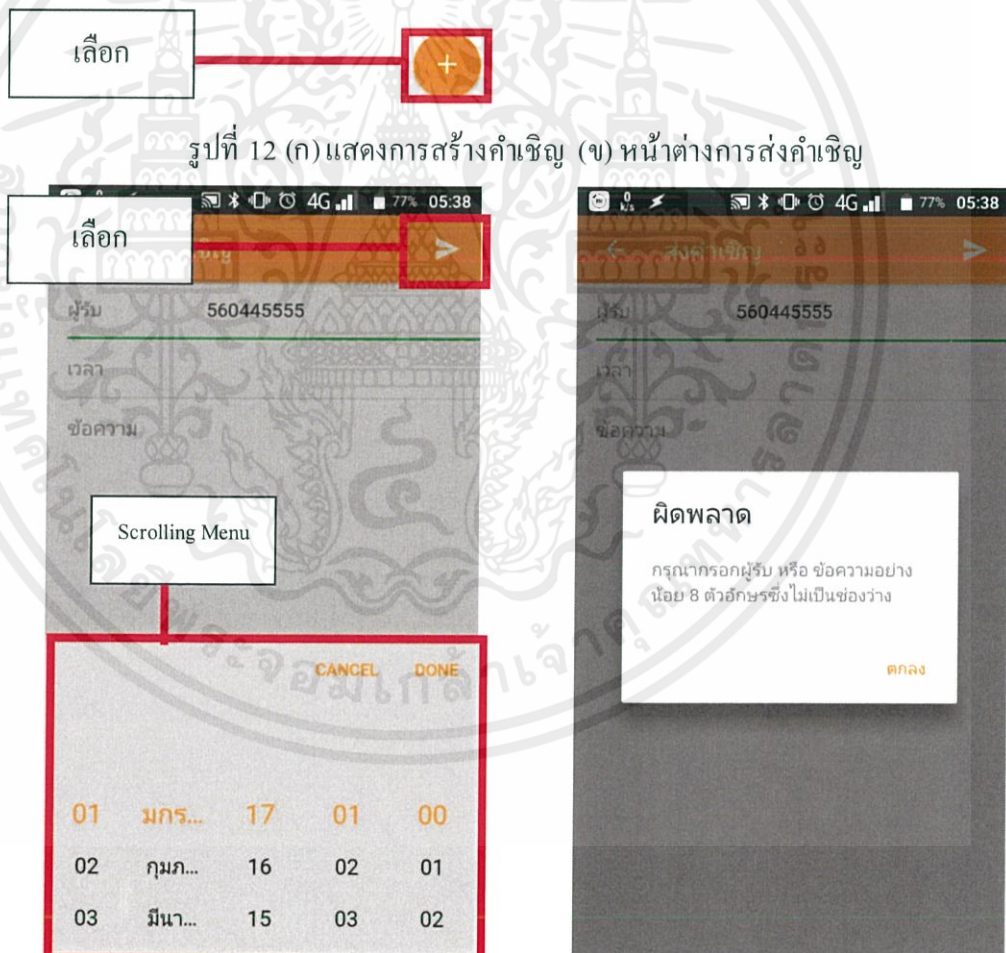 เลือก
+
รูปที่ 12 (ก) แสดงการสร้างคำเชิญ (ข) หน้าต่างการส่งคำเชิญ
4G 77% 05:38
เลือก
ผู้รับ 560445555
เวลา
ข้อความ
Scrolling Menu
CANCEL DONE
01 มกร... 17 01 00
02 กุมภ... 16 02 01
03 มีนา... 15 03 02
0 k/s 4G 77% 05:38
ส่งคำเชิญ
ผู้รับ 560445555
เวลา
ข้อความ
ผิดพลาด
กรุณากรอกผู้รับ หรือ ข้อความอย่าง
น้อย 8 ตัวอักษรซึ่งไม่เป็นช่องว่าง
ตกลง